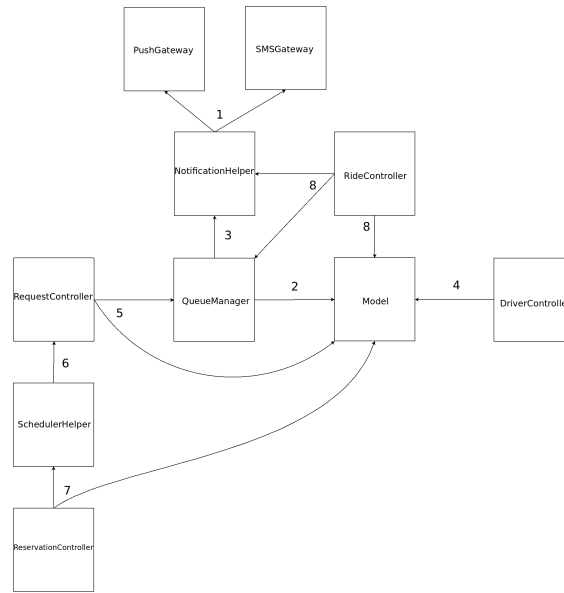 PushGateway
SMSGateway
1
NotificationHelper
RideController
8
8
3
RequestController
QueueManager
2
Model
4
DriverControlle
5
6
SchedulerHelper
7
ReservationController